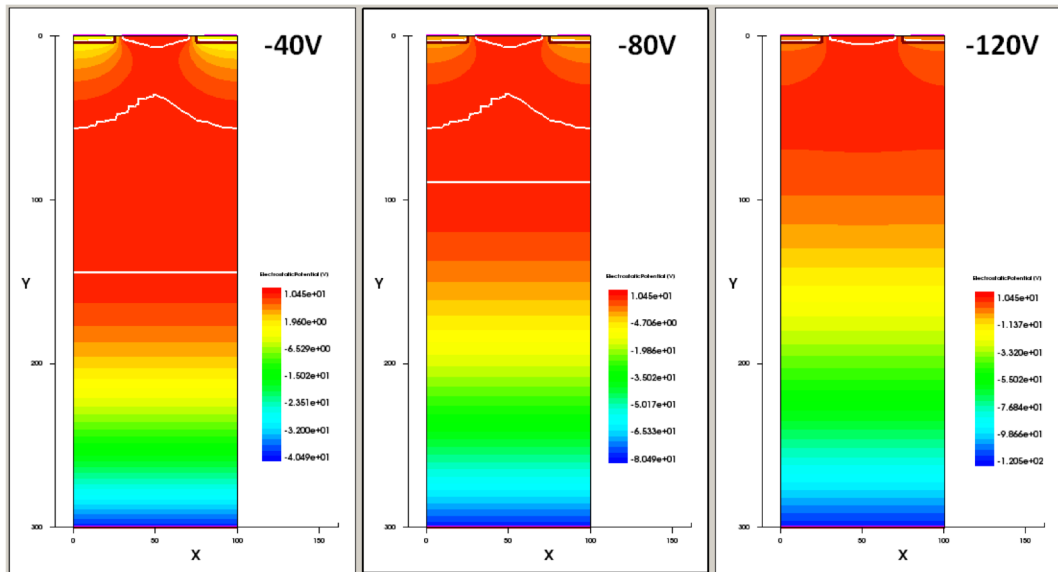 -40V
0
100
Y
200
300
0
50
100
150
X
ElectrostaticPotential (V)
1.045e+01
1.960e+00
-6.529e+00
-1.502e+01
-2.351e+01
-3.200e+01
-4.049e+01
-80V
0
100
Y
200
300
0
50
100
150
X
ElectrostaticPotential (V)
1.045e+01
-4.706e+00
-1.986e+01
-3.502e+01
-5.017e+01
-6.533e+01
-8.049e+01
-120V
0
100
Y
200
300
0
50
100
150
X
ElectrostaticPotential (V)
1.045e+01
-1.137e+01
-3.320e+01
-5.502e+01
-7.684e+01
-9.866e+01
-1.205e+02